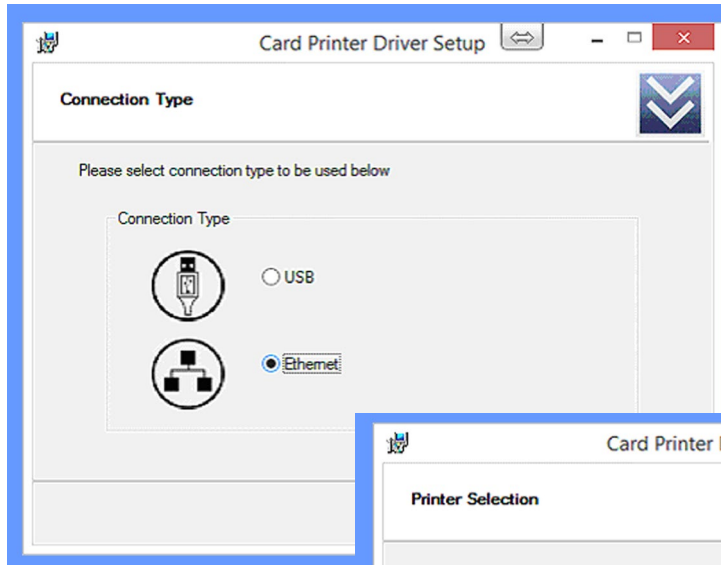 Card Printer Driver Setup
Connection Type
Please select connection type to be used below
Connection Type
USB
Ethernet
Card Printer
Printer Selection